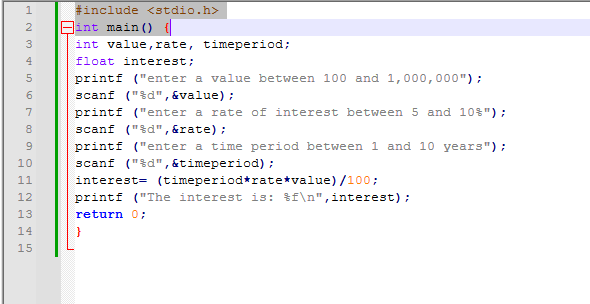 1 #include <stdio.h>
2 int main() {
3 int value,rate, timeperiod;
4 float interest;
5 printf ("enter a value between 100 and 1,000,000");
6 scanf ("%d",&value);
7 printf ("enter a rate of interest between 5 and 10%");
8 scanf ("%d",&rate);
9 printf ("enter a time period between 1 and 10 years");
10 scanf ("%d",&timeperiod);
11 interest= (timeperiod*rate*value)/100;
12 printf ("The interest is: %f\n",interest);
13 return 0;
14 }
15